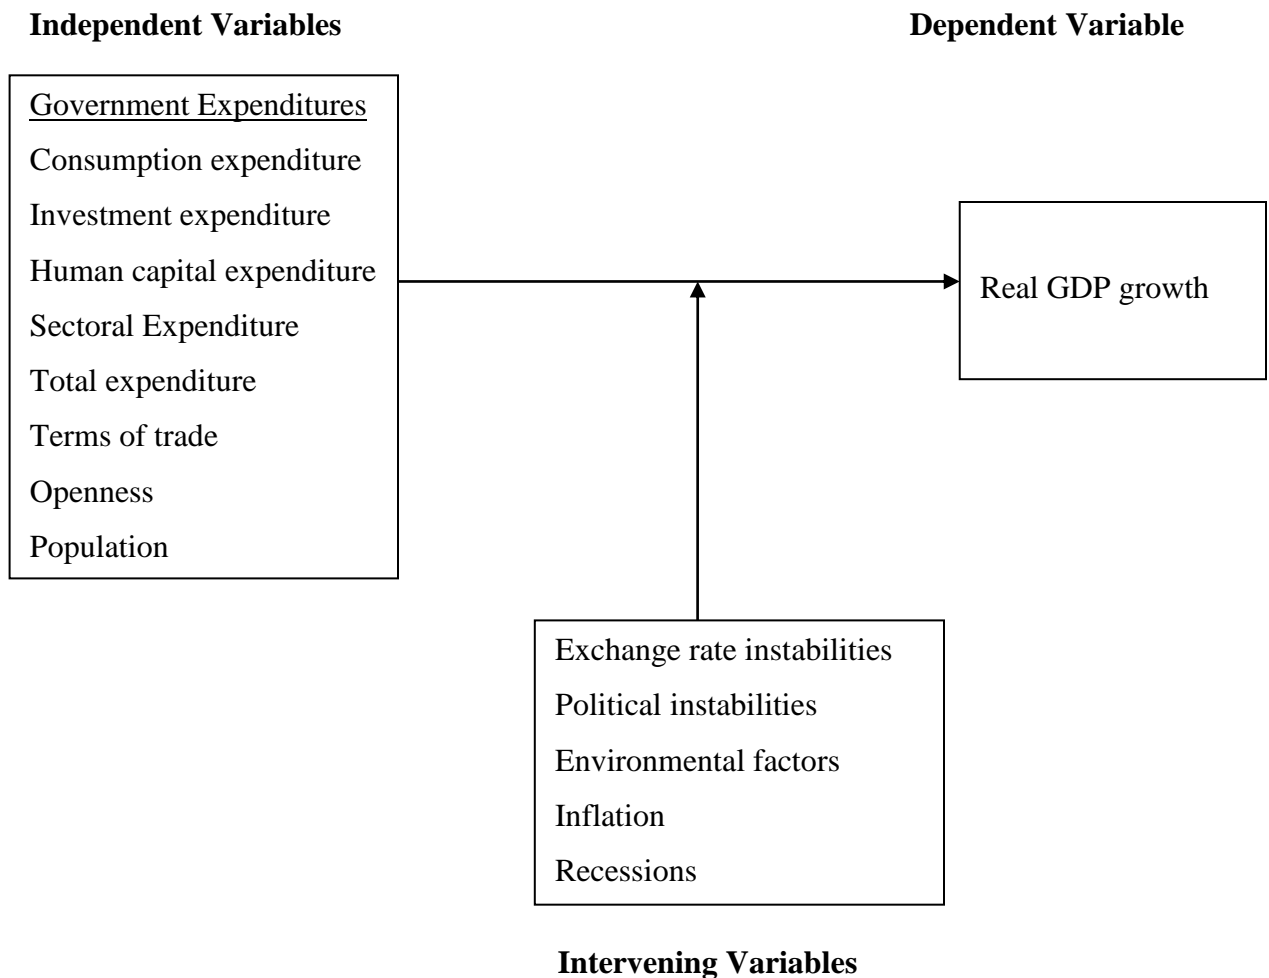 Independent Variables
Dependent Variable
Government Expenditures
Consumption expenditure
Investment expenditure
Human capital expenditure
Sectoral Expenditure
Total expenditure
Terms of trade
Openness
Population
Real GDP growth
Exchange rate instabilities
Political instabilities
Environmental factors
Inflation
Recessions
Intervening Variables